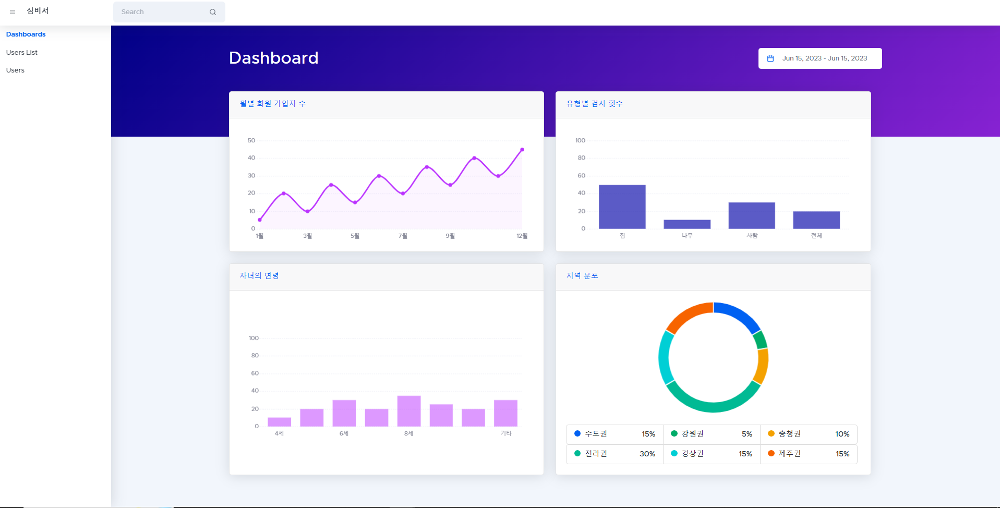 심비서
Search
Dashboards
Users List
Users
Dashboard
Jun 15, 2023 - Jun 15, 2023
월별 회원 가입자 수
50
40
30
20
10
0
1월 3월 5월 7월 9월 12월
유형별 검사 횟수
100
80
60
40
20
0
집 나무 사람 전체
자녀의 연령
100
80
60
40
20
0
4세 6세 8세 기타
지역 분포
수도권 15% 강원권 5% 충청권 10%
전라권 30% 경상권 15% 제주권 15%